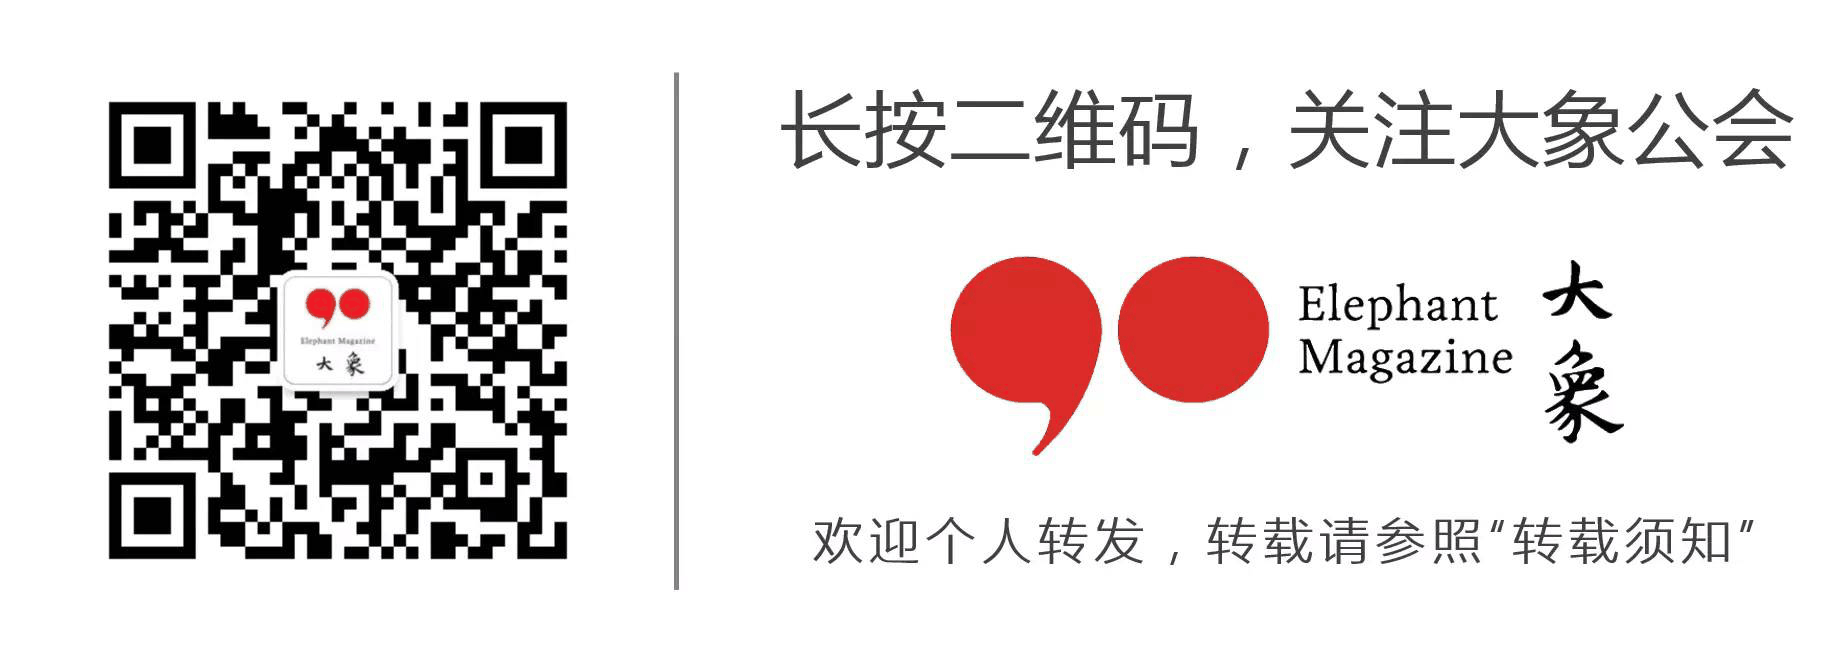 长按二维码，关注大象公会
Elephant Magazine
大象
Elephant
Magazine
大象
欢迎个人转发，转载请参照“转载须知”